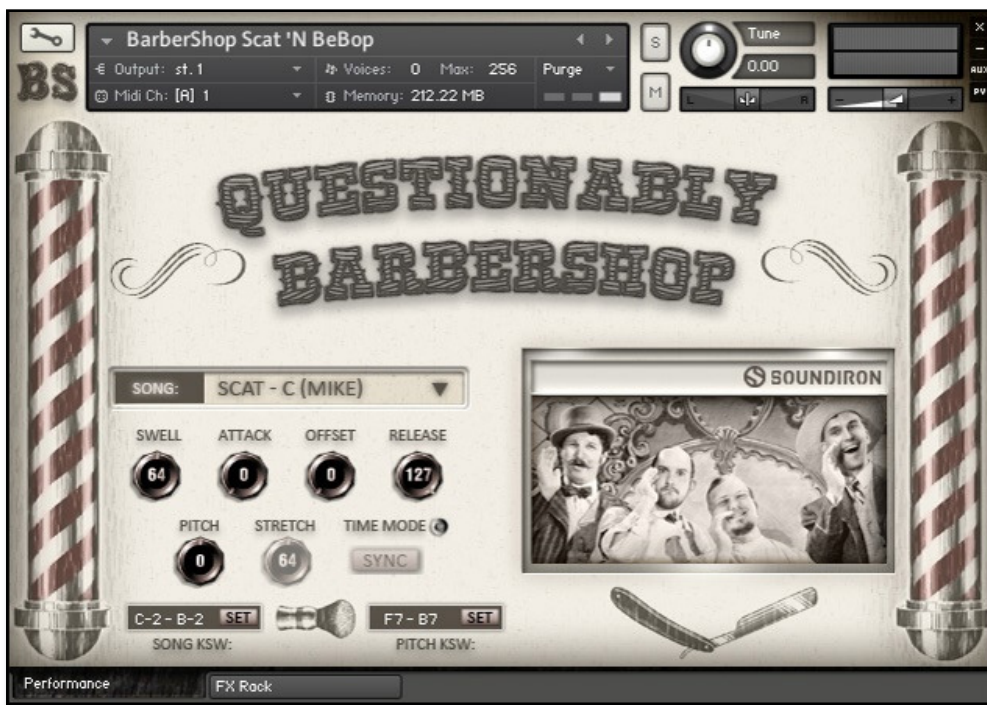 BS
BarberShop Scat 'N BeBop
Output: st.1
Voices: 0 Max: 256
Purge
Midi Ch: [A] 1
Memory: 212.22 MB
S
M
Tune
0.00
L R
- +
X
-
AUX
PV
QUESTIONABLY
BARBERSHOP
SONG: SCAT - C (MIKE)
SOUNDIRON
SWELL ATTACK OFFSET RELEASE
64 0 0 127
PITCH STRETCH TIME MODE
0 64 SYNC
C-2 - B-2 SET F7 - B7 SET
SONG KSW: PITCH KSW:
Performance FX Rack